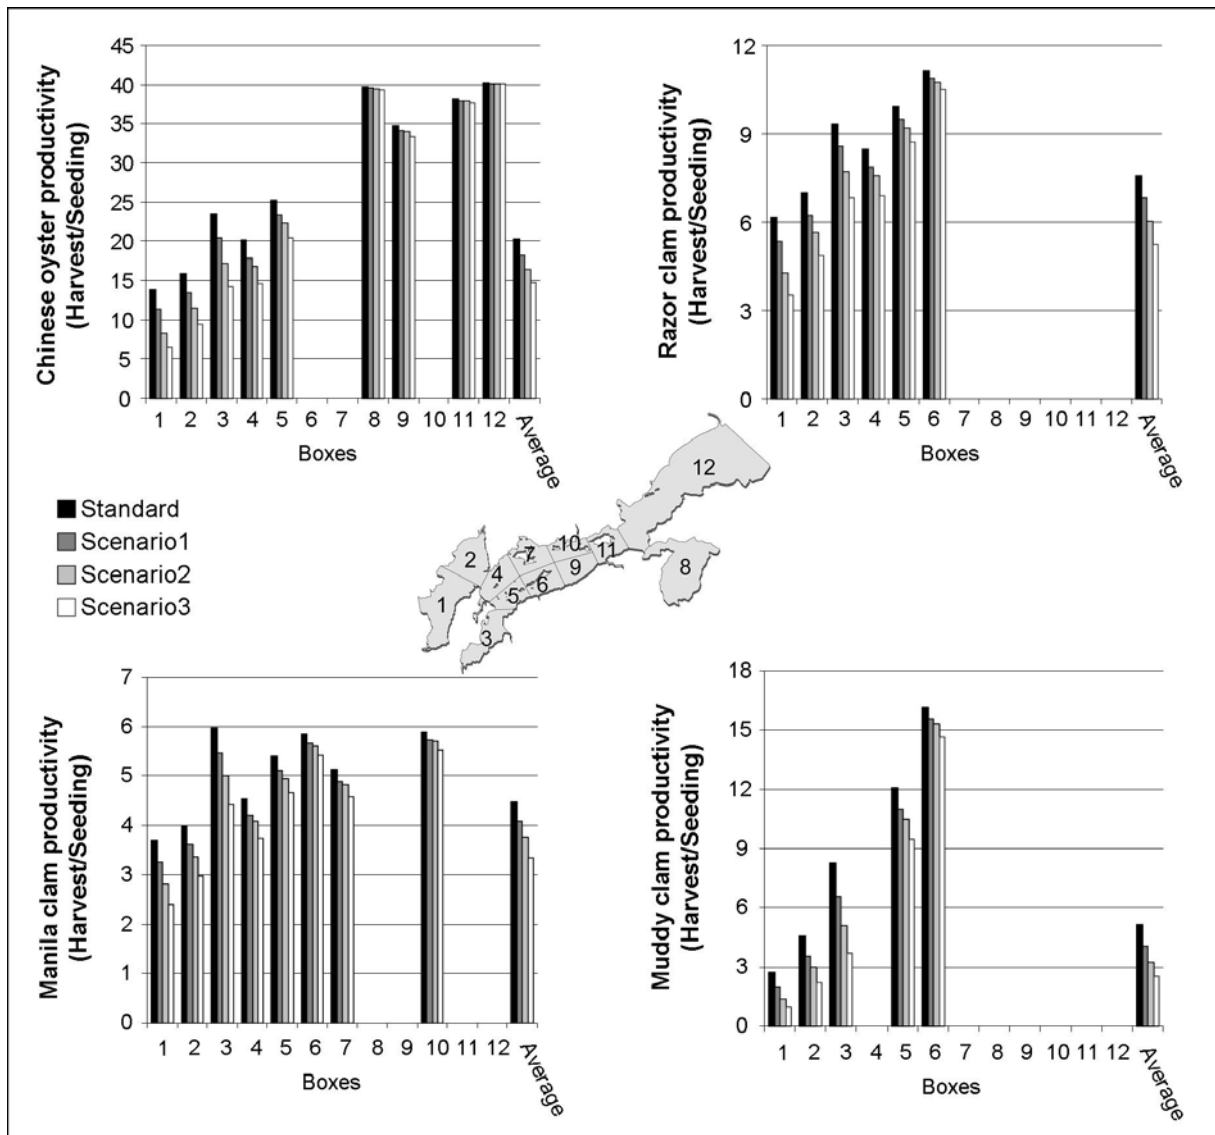 Chinese oyster productivity
(Harvest/Seeding)
45
40
35
30
25
20
15
10
5
0
1 2 3 4 5 6 7 8 9 10 11 12 Average
Boxes
Razor clam productivity
(Harvest/Seeding)
12
9
6
3
0
1 2 3 4 5 6 7 8 9 10 11 12 Average
Boxes
Standard
Scenario1
Scenario2
Scenario3
12
10
11
2
7
4
9
8
6
5
1
3
Manila clam productivity
(Harvest/Seeding)
7
6
5
4
3
2
1
0
1 2 3 4 5 6 7 8 9 10 11 12 Average
Boxes
Muddy clam productivity
(Harvest/Seeding)
18
15
12
9
6
3
0
1 2 3 4 5 6 7 8 9 10 11 12 Average
Boxes